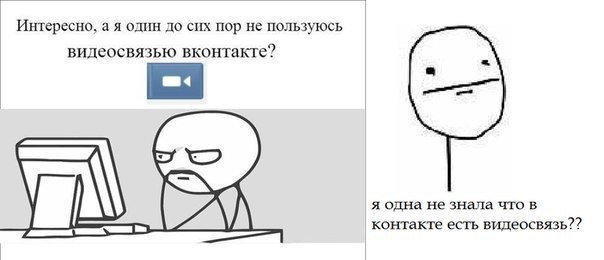 Интересно, а я один до сих пор не пользуюсь
видеосвязью вконтакте?
я одна не знала что в
контакте есть видеосвязь??